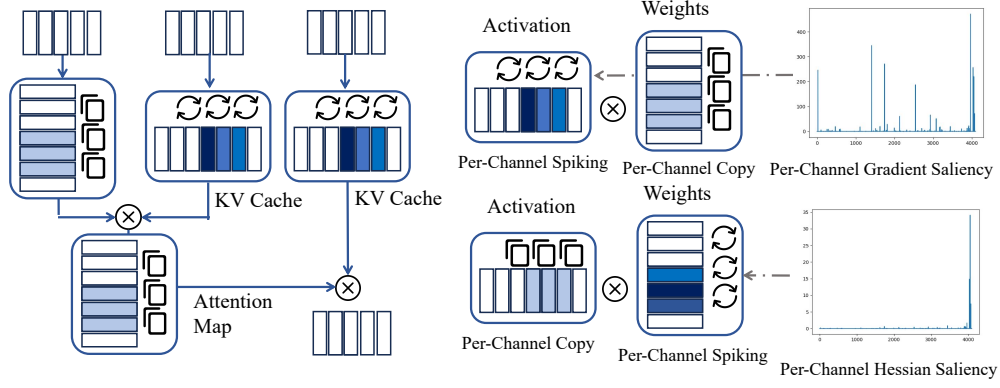 KV Cache
KV Cache
Attention
Map
Activation
Weights
Per-Channel Spiking
Per-Channel Copy
400
300
200
100
0
0
1000
2000
3000
4000
Per-Channel Gradient Saliency
Activation
Weights
Per-Channel Copy
Per-Channel Spiking
35
30
25
20
15
10
5
0
0
1000
2000
3000
4000
Per-Channel Hessian Saliency